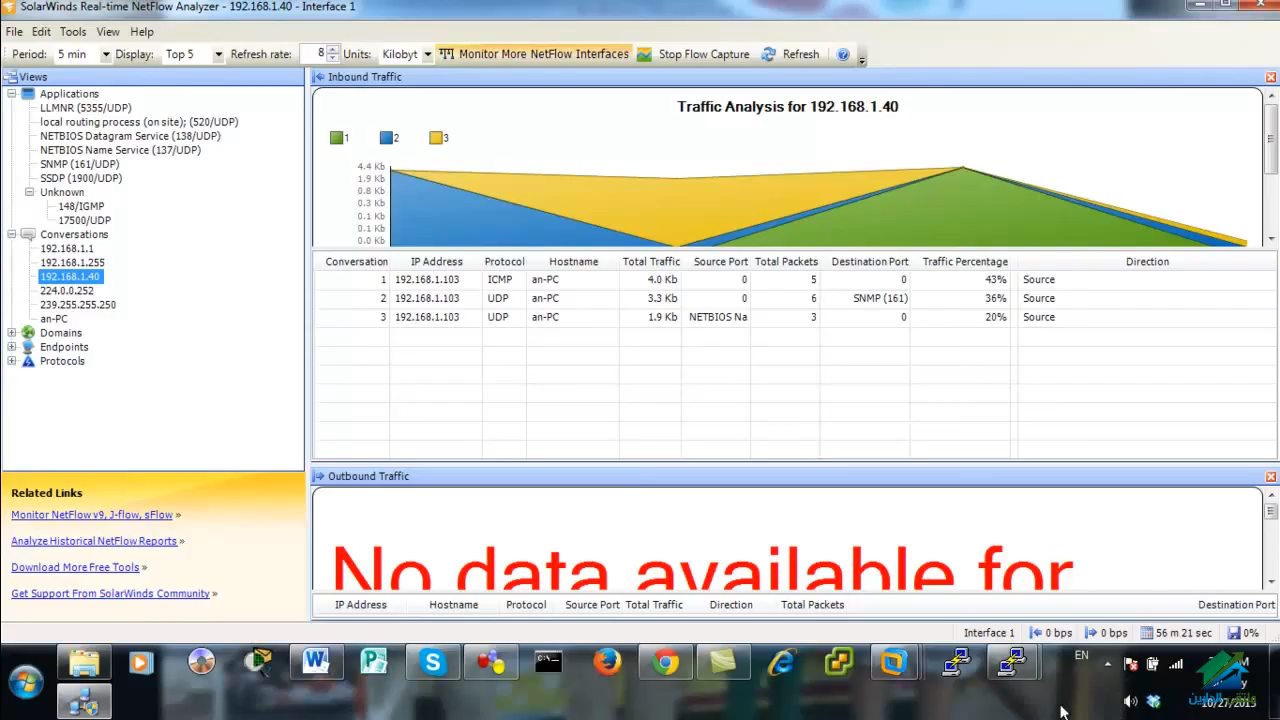 SolarWinds Real-time NetFlow Analyzer - 192.168.1.40 - Interface 1
File Edit Tools View Help
Period: 5 min Display: Top 5 Refresh rate: 8 Units: Kilobyt Monitor More NetFlow Interfaces Stop Flow Capture Refresh
Views
Applications
LLMNR (5355/UDP)
local routing process (on site); (520/UDP)
NETBIOS Datagram Service (138/UDP)
NETBIOS Name Service (137/UDP)
SNMP (161/UDP)
SSDP (1900/UDP)
Unknown
148/IGMP
17500/UDP
Conversations
192.168.1.1
192.168.1.255
192.168.1.40
224.0.0.252
239.255.255.250
an-PC
Domains
Endpoints
Protocols
Related Links
Monitor NetFlow v9, J-flow, sFlow »
Analyze Historical NetFlow Reports »
Download More Free Tools »
Get Support From SolarWinds Community »
Inbound Traffic
Traffic Analysis for 192.168.1.40
1 2 3
4.4 Kb
1.9 Kb
0.8 Kb
0.3 Kb
0.1 Kb
0.0 Kb
Conversation IP Address Protocol Hostname Total Traffic Source Port Total Packets Destination Port Traffic Percentage Direction
1 192.168.1.103 ICMP an-PC 4.0 Kb 0 5 0 43% Source
2 192.168.1.103 UDP an-PC 3.3 Kb 0 6 SNMP (161) 36% Source
3 192.168.1.103 UDP an-PC 1.9 Kb NETBIOS Na 3 0 20% Source
Outbound Traffic
No data available for
IP Address Hostname Protocol Source Port Total Traffic Direction Total Packets Destination Port
Interface 1 0 bps 0 bps 56 m 21 sec 0%
EN
10/27/2015